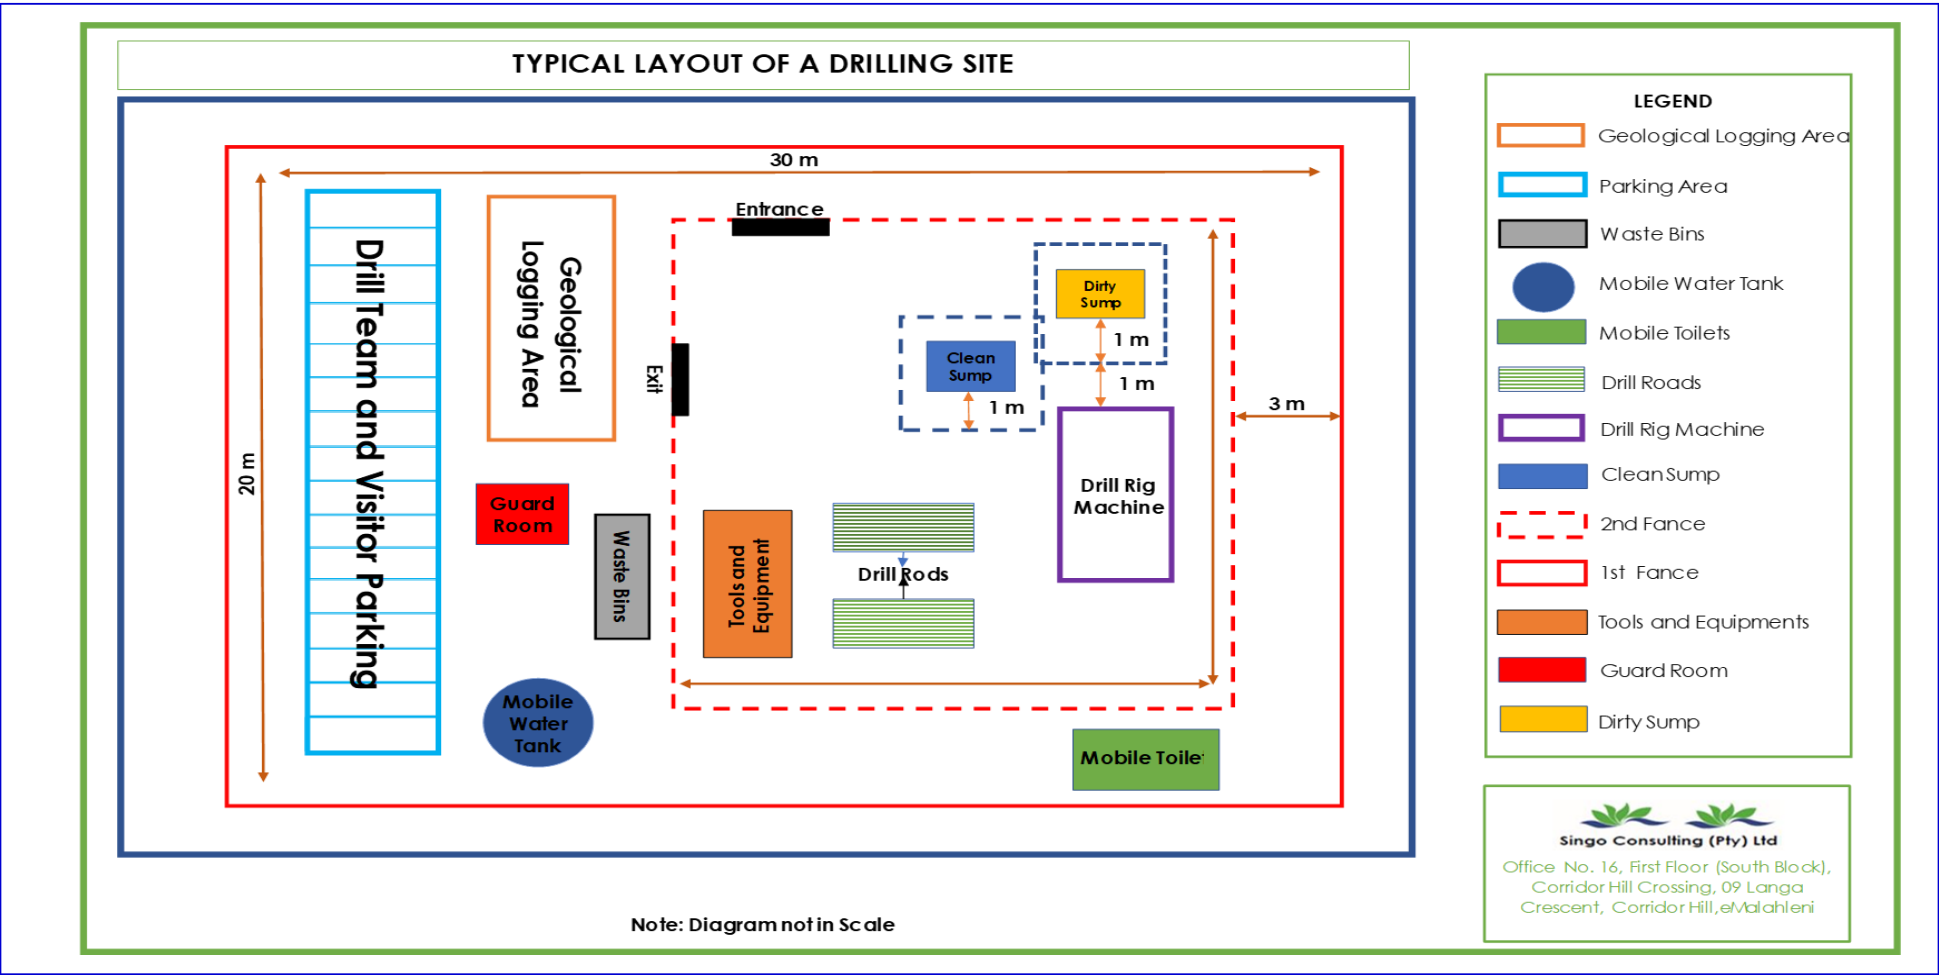 TYPICAL LAYOUT OF A DRILLING SITE
30 m
20 m
Drill Team and Visitor Parking
Geological
Logging Area
Entrance
Exit
Dirty
Sump
1 m
1 m
Clean
Sump
1 m
3 m
Drill Rig
Machine
Guard
Room
Waste Bins
Tools and
Equipment
Drill Rods
Mobile
Water
Tank
Mobile Toile
Note: Diagram not in Scale
LEGEND
Geological Logging Area
Parking Area
Waste Bins
Mobile Water Tank
Mobile Toilets
Drill Roads
Drill Rig Machine
Clean Sump
2nd Fance
1st Fance
Tools and Equipments
Guard Room
Dirty Sump
Singo Consulting (Pty) Ltd
Office No. 16, First Floor (South Block),
Corridor Hill Crossing, 09 Langa
Crescent, Corridor Hill,eMalahleni